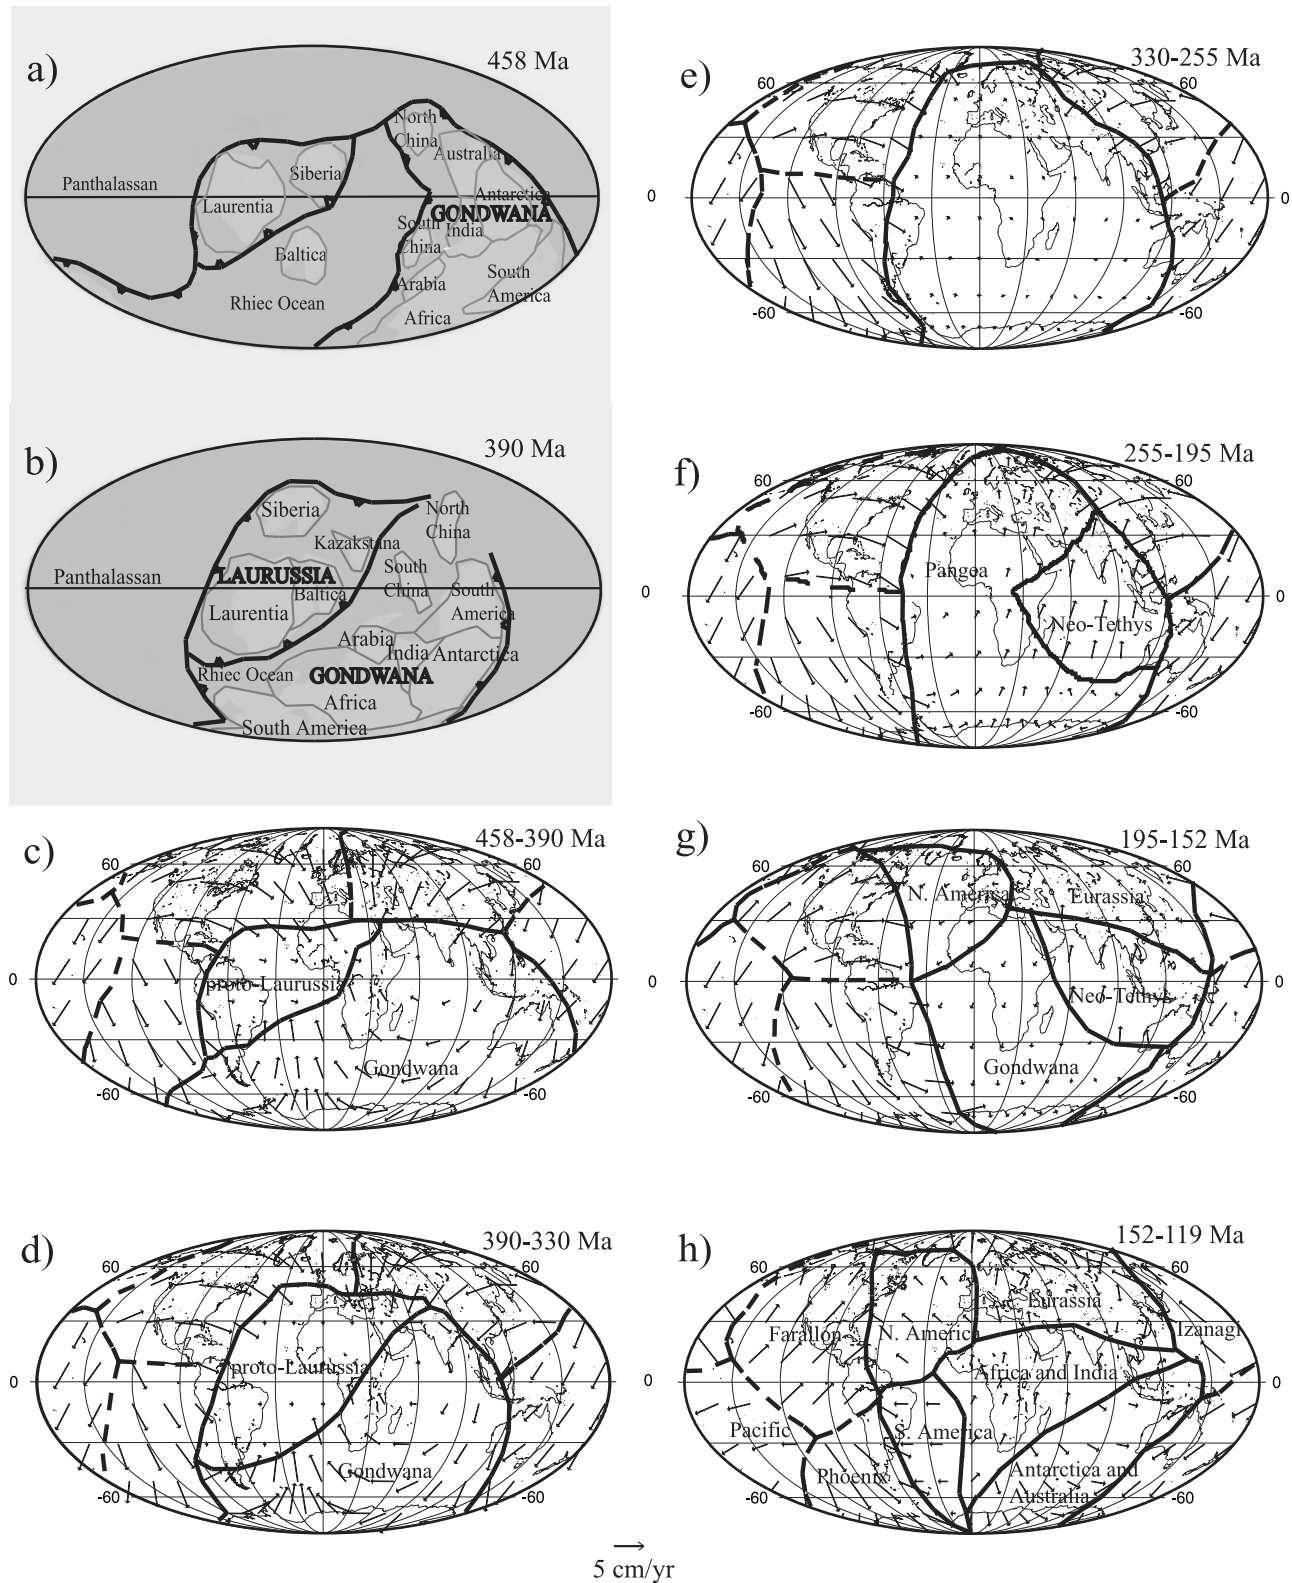 a)
458 Ma
North
China
Australia
Siberia
Panthalassan
Laurentia
Antarctica
GONDWANA
South
China
India
Baltica
Arabia
South
America
Rhiec Ocean
Africa
b)
390 Ma
Siberia
North
China
Kazakstana
Panthalassan
LAURUSSIA
South
China
Baltica
South
America
Laurentia
Arabia
India
Antarctica
Rhiec Ocean
GONDWANA
Africa
South America
c)
458-390 Ma
60
60
0
proto-Laurussia
Gondwana
-60
d)
390-330 Ma
60
0
0
proto-Laurussia
Gondwana
-60
-60
e)
330-255 Ma
60
60
0
0
-60
-60
f)
255-195 Ma
60
60
Pangea
0
0
Neo-Tethys
-60
-60
g)
195-152 Ma
60
60
N. America
Eurassia
0
0
Neo-Tethys
Gondwana
-60
-60
h)
152-119 Ma
60
60
Eurassia
Farallon
N. America
Izanagi
Africa and India
0
0
Pacific
S. America
Phoenix
Antarctica and
Australia
-60
-60
5 cm/yr